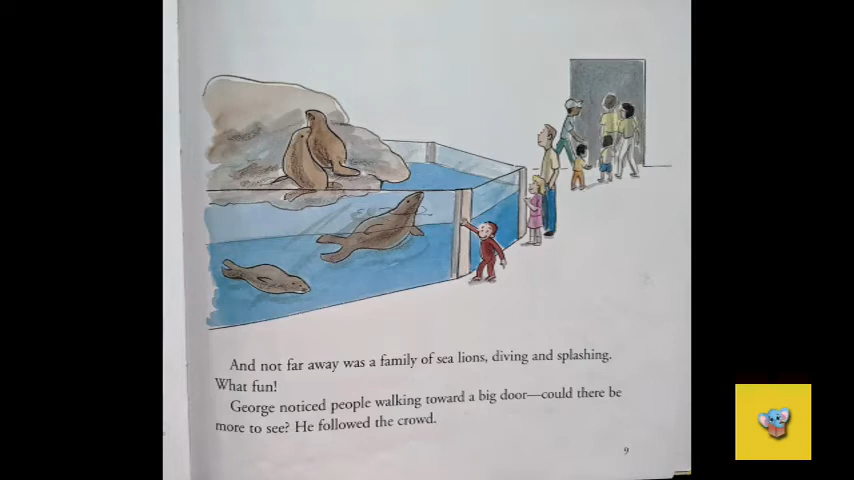 And not far away was a family of sea lions, diving and splashing.
What fun!
George noticed people walking toward a big door—could there be
more to see? He followed the crowd.
9